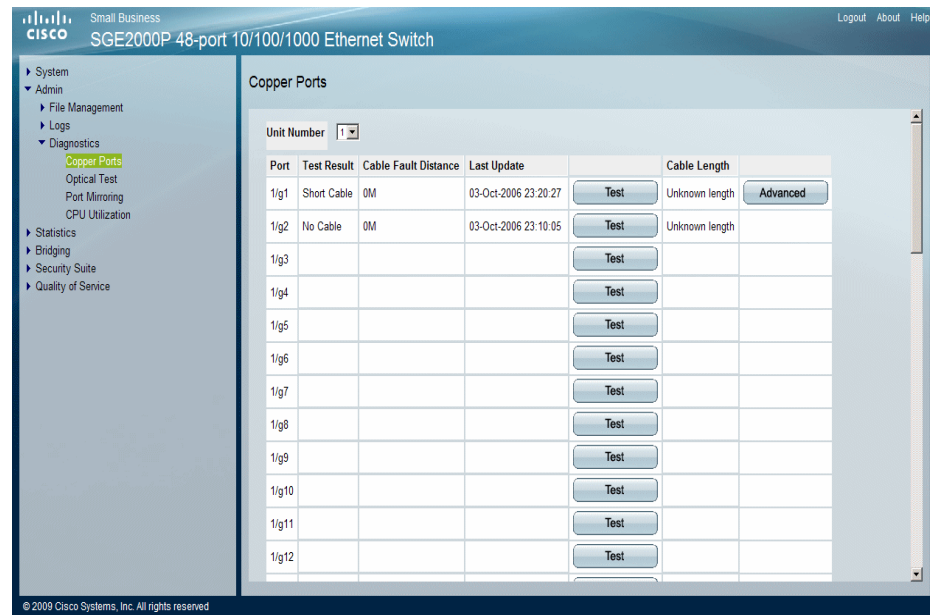 Small Business
CISCO
SGE2000P 48-port 10/100/1000 Ethernet Switch
Logout About Help
System
Admin
File Management
Logs
Diagnostics
Copper Ports
Optical Test
Port Mirroring
CPU Utilization
Statistics
Bridging
Security Suite
Quality of Service
Copper Ports
Unit Number 1
Port Test Result Cable Fault Distance Last Update Cable Length
1/g1 Short Cable 0M 03-Oct-2006 23:20:27 Test Unknown length Advanced
1/g2 No Cable 0M 03-Oct-2006 23:10:05 Test Unknown length
1/g3 Test
1/g4 Test
1/g5 Test
1/g6 Test
1/g7 Test
1/g8 Test
1/g9 Test
1/g10 Test
1/g11 Test
1/g12 Test
© 2009 Cisco Systems, Inc. All rights reserved